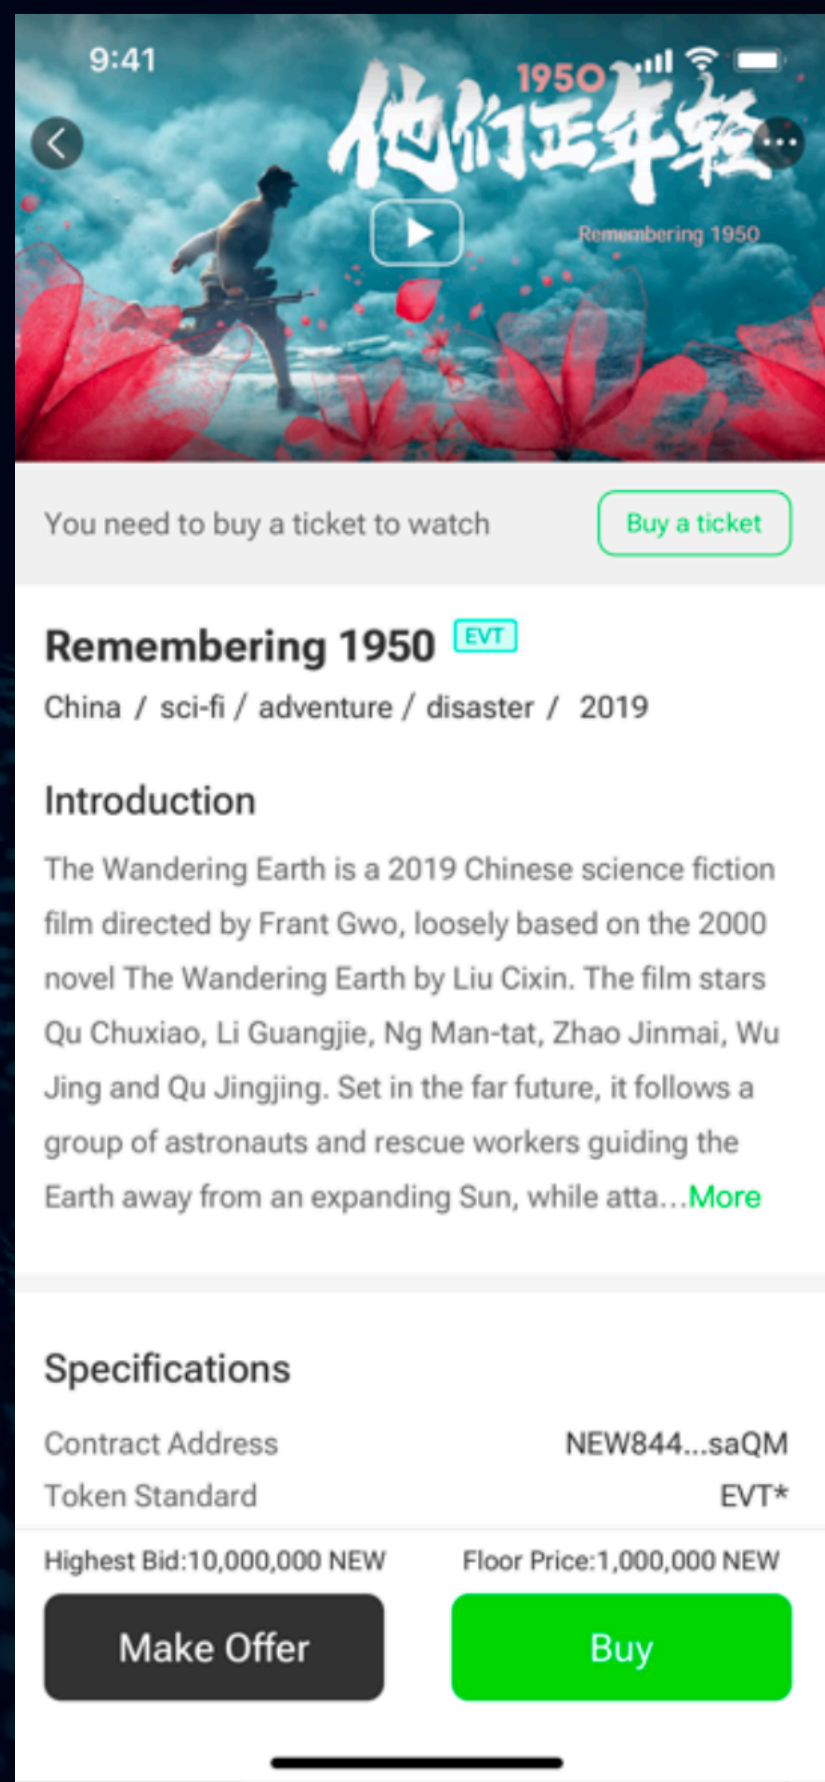 9:41
1950
他们正年轻
Remembering 1950
You need to buy a ticket to watch
Buy a ticket
Remembering 1950 EVT
China / sci-fi / adventure / disaster / 2019
Introduction
The Wandering Earth is a 2019 Chinese science fiction
film directed by Frant Gwo, loosely based on the 2000
novel The Wandering Earth by Liu Cixin. The film stars
Qu Chuxiao, Li Guangjie, Ng Man-tat, Zhao Jinmai, Wu
Jing and Qu Jingjing. Set in the far future, it follows a
group of astronauts and rescue workers guiding the
Earth away from an expanding Sun, while atta...More
Specifications
Contract Address NEW844...saQM
Token Standard EVT*
Highest Bid:10,000,000 NEW Floor Price:1,000,000 NEW
Make Offer Buy